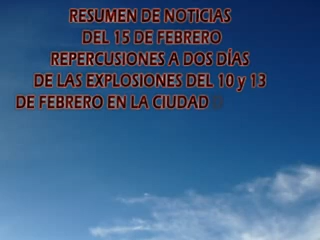 RESUMEN DE NOTICIAS
DEL 15 DE FEBRERO
REPERCUSIONES A DOS DÍAS
DE LAS EXPLOSIONES DEL 10 y 13
DE FEBRERO EN LA CIUDAD